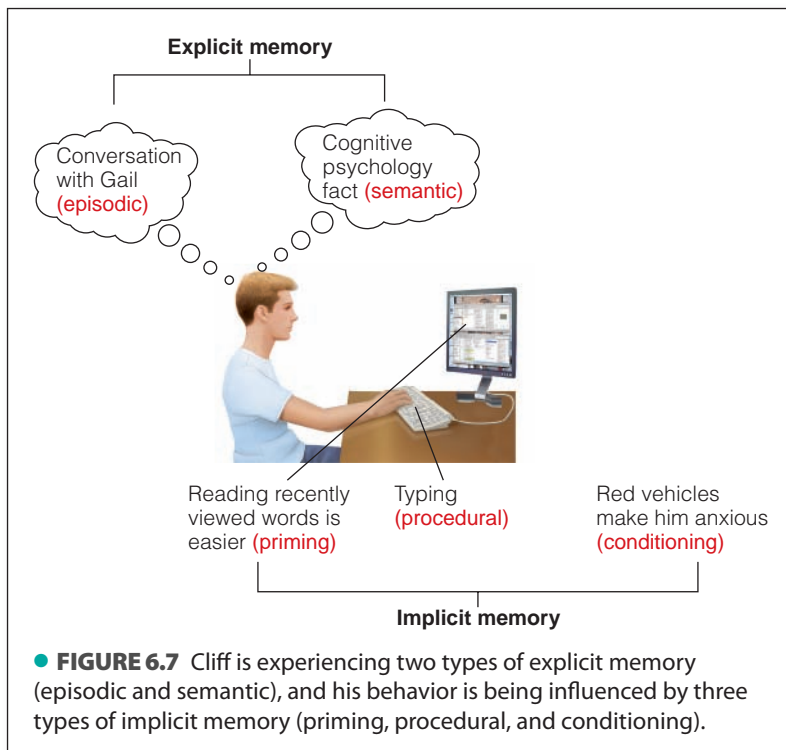 Explicit memory
Conversation
with Gail
(episodic)
Cognitive
psychology
fact (semantic)
Reading recently
viewed words is
easier (priming)
Typing
(procedural)
Red vehicles
make him anxious
(conditioning)
Implicit memory
● FIGURE 6.7 Cliff is experiencing two types of explicit memory
(episodic and semantic), and his behavior is being influenced by three
types of implicit memory (priming, procedural, and conditioning).